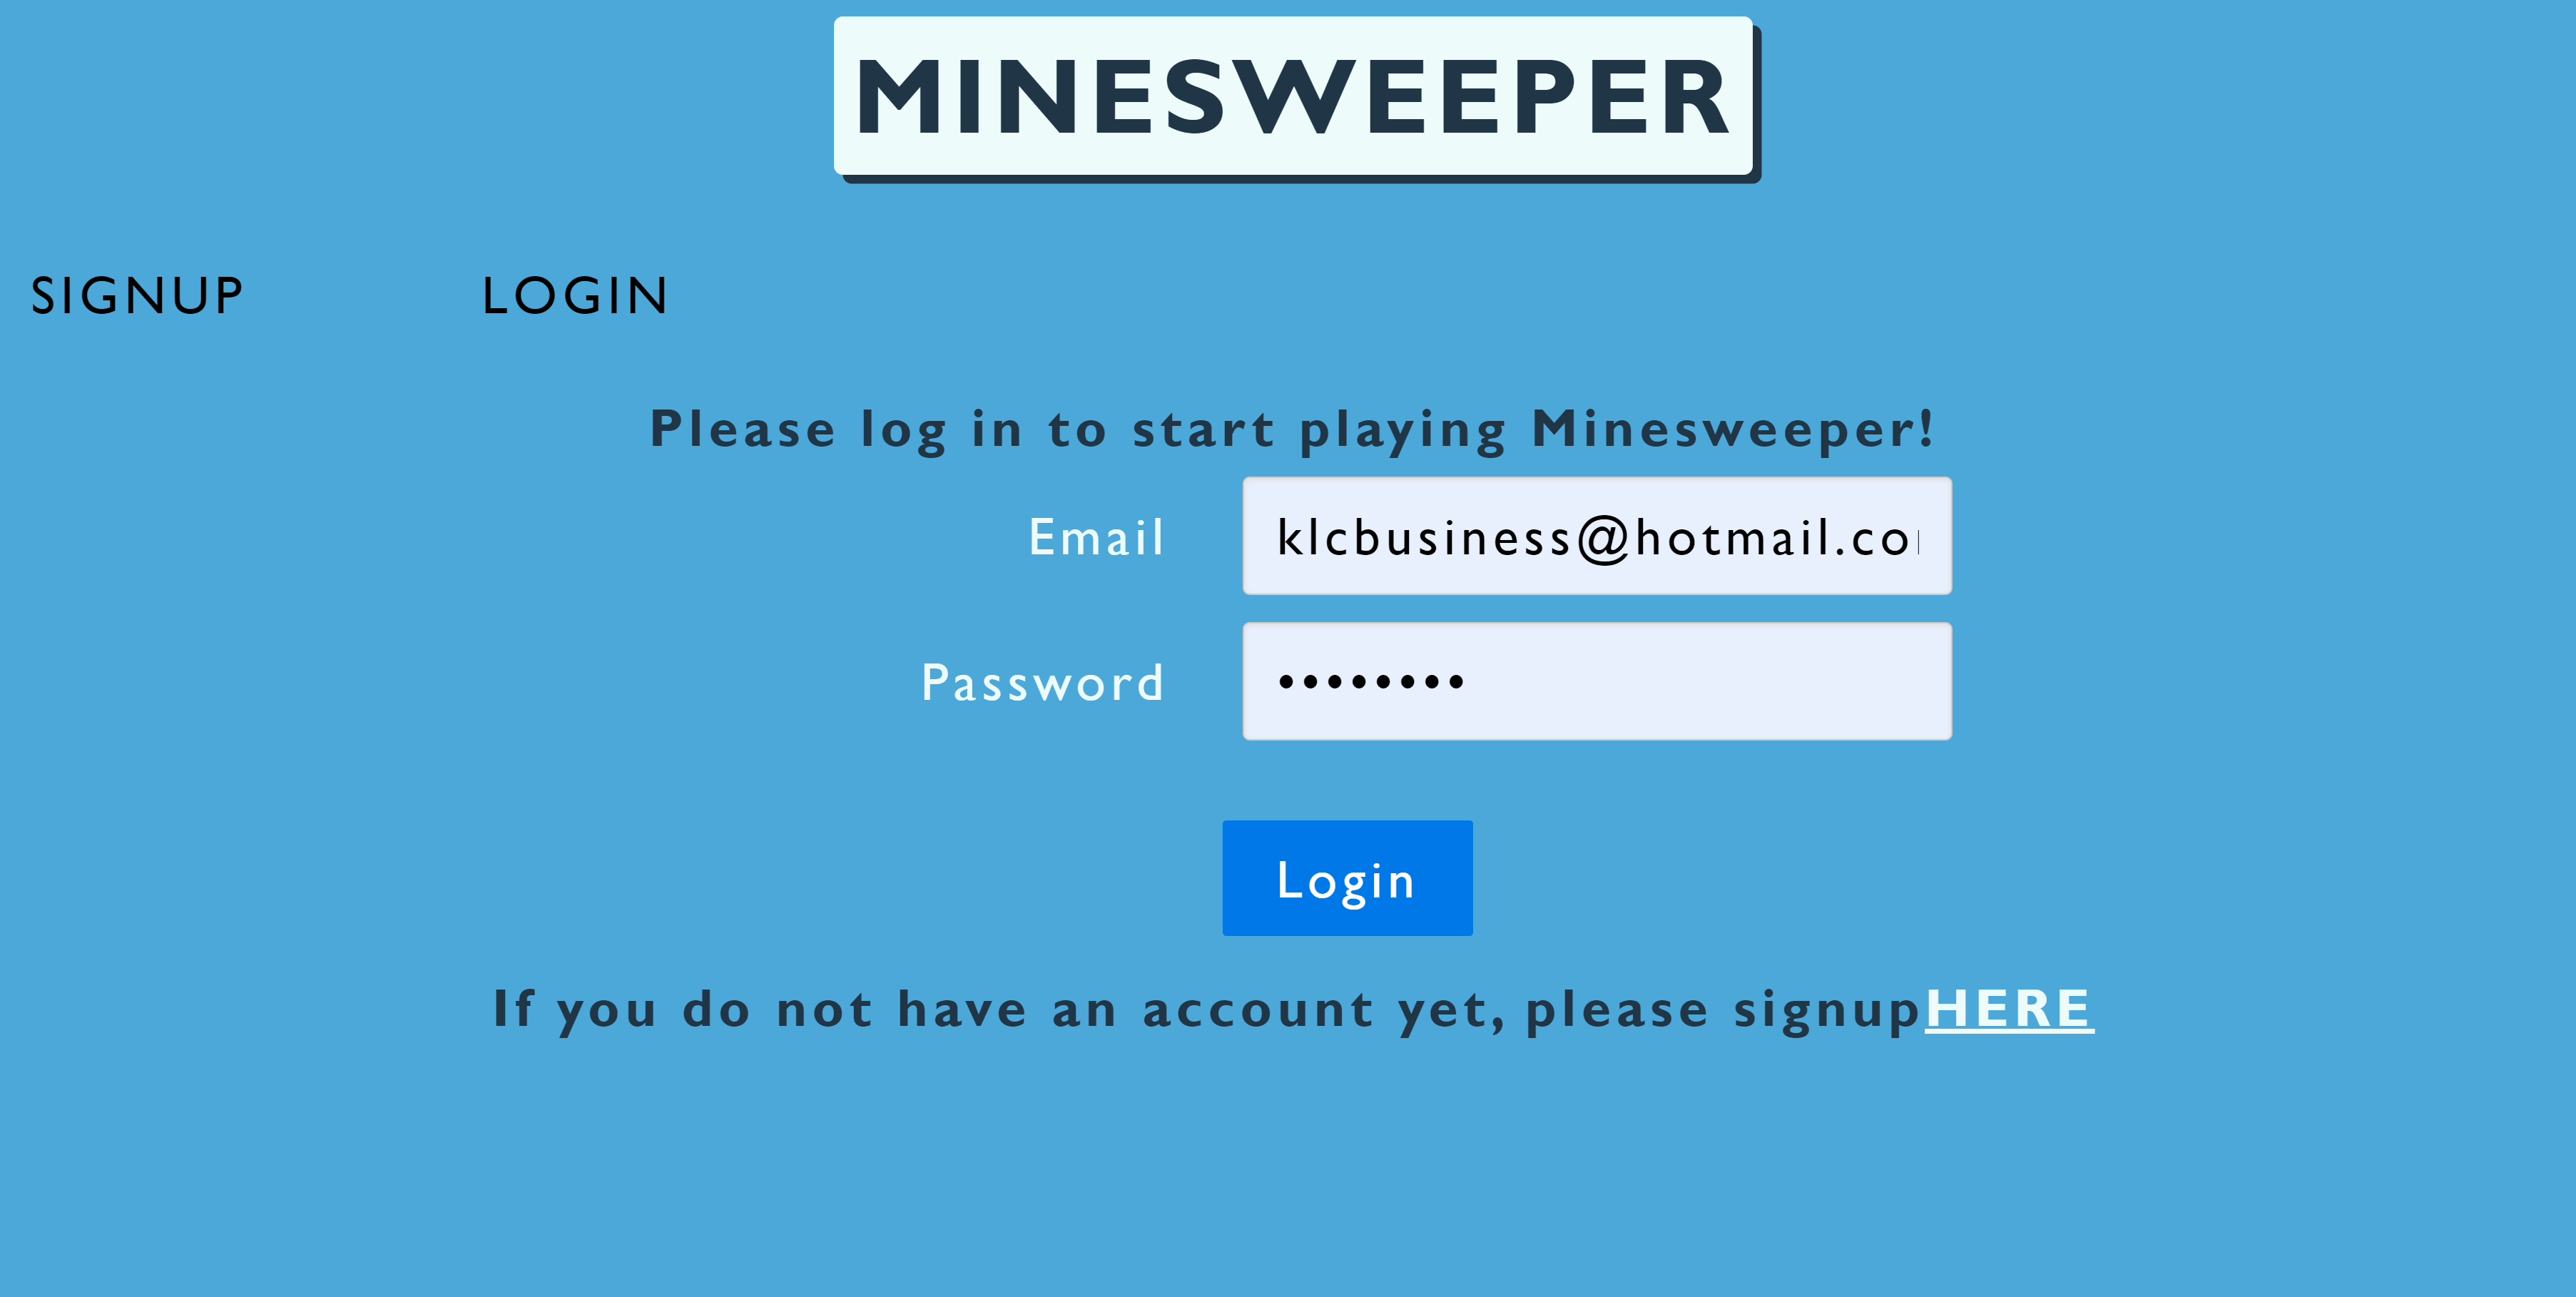 MINESWEEPER
SIGNUP LOGIN
Please log in to start playing Minesweeper!
Email klcbusiness@hotmail.co
Password ••••••••
Login
If you do not have an account yet, please signupHERE